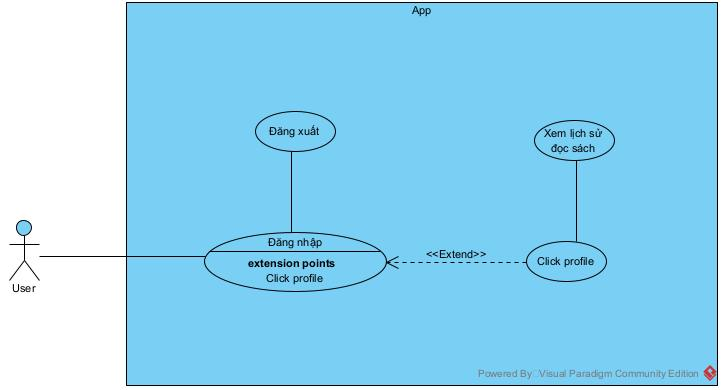 App
Đăng xuất
Xem lịch sử
đọc sách
Đăng nhập
extension points
Click profile
<<Extend>>
Click profile
User
Powered By Visual Paradigm Community Edition